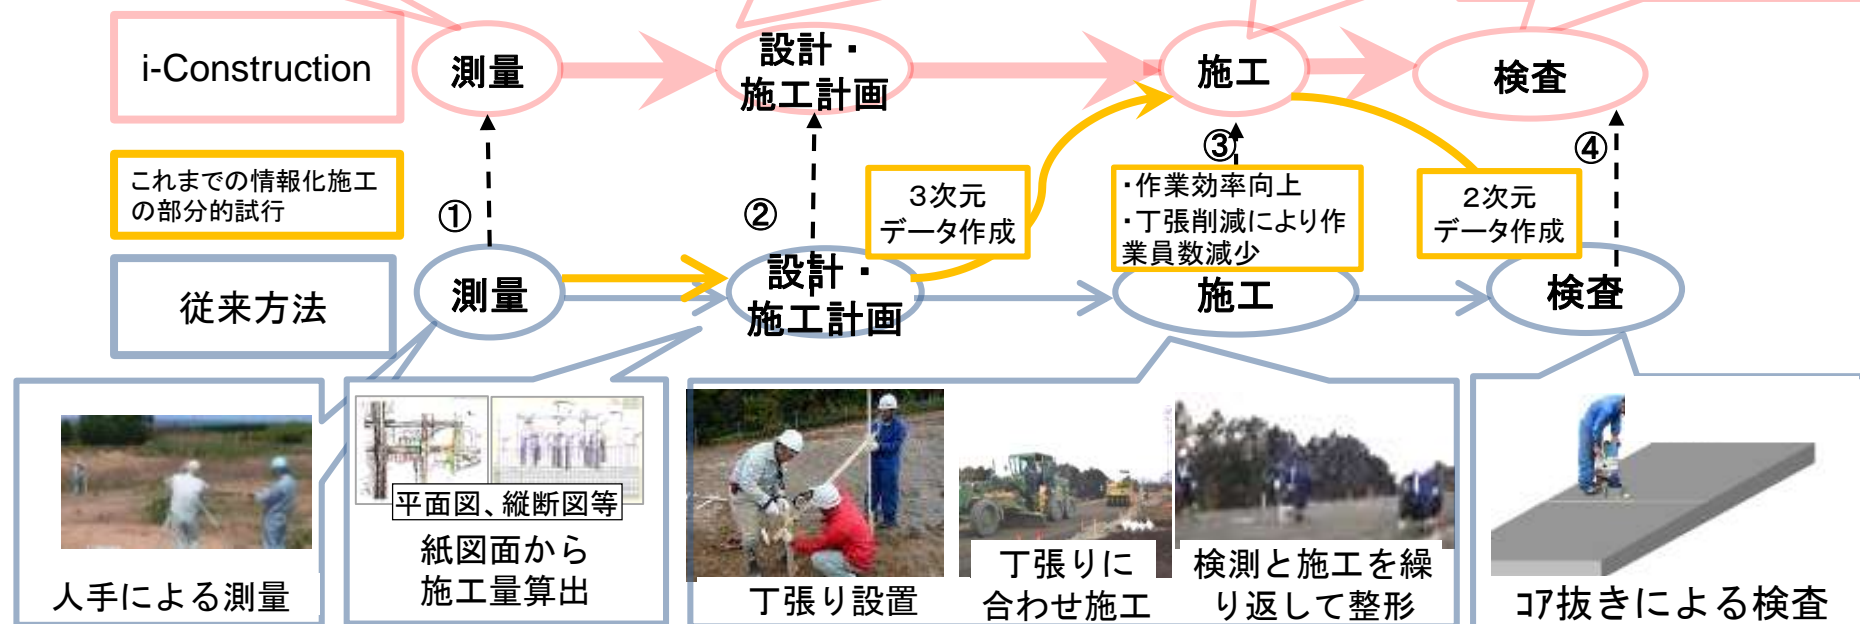 i-Construction
測量
設計・
施工計画
施工
検査
これまでの情報化施工
の部分的試行
①
②
3次元
データ作成
③
・作業効率向上
・丁張削減により作
業員数減少
2次元
データ作成
④
従来方法
測量
設計・
施工計画
施工
検査
人手による測量
平面図、縦断図等
紙図面から
施工量算出
丁張り設置
丁張りに
合わせ施工
検測と施工を繰
り返して整形
ｺｱ抜きによる検査